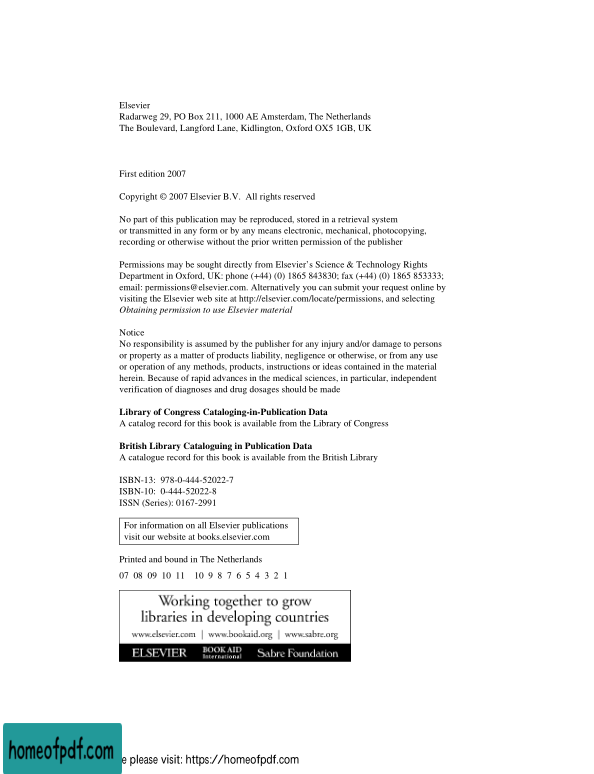 Elsevier
Radarweg 29, PO Box 211, 1000 AE Amsterdam, The Netherlands
The Boulevard, Langford Lane, Kidlington, Oxford OX5 1GB, UK
First edition 2007
Copyright © 2007 Elsevier B.V. All rights reserved
No part of this publication may be reproduced, stored in a retrieval system
or transmitted in any form or by any means electronic, mechanical, photocopying,
recording or otherwise without the prior written permission of the publisher
Permissions may be sought directly from Elsevier’s Science & Technology Rights
Department in Oxford, UK: phone (+44) (0) 1865 843830; fax (+44) (0) 1865 853333;
email: permissions@elsevier.com. Alternatively you can submit your request online by
visiting the Elsevier web site at http://elsevier.com/locate/permissions, and selecting
Obtaining permission to use Elsevier material
Notice
No responsibility is assumed by the publisher for any injury and/or damage to persons
or property as a matter of products liability, negligence or otherwise, or from any use
or operation of any methods, products, instructions or ideas contained in the material
herein. Because of rapid advances in the medical sciences, in particular, independent
verification of diagnoses and drug dosages should be made
Library of Congress Cataloging-in-Publication Data
A catalog record for this book is available from the Library of Congress
British Library Cataloguing in Publication Data
A catalogue record for this book is available from the British Library
ISBN-13: 978-0-444-52022-7
ISBN-10: 0-444-52022-8
ISSN (Series): 0167-2991
For information on all Elsevier publications
visit our website at books.elsevier.com
Printed and bound in The Netherlands
07 08 09 10 11 10 9 8 7 6 5 4 3 2 1
Working together to grow
libraries in developing countries
www.elsevier.com | www.bookaid.org | www.sabre.org
ELSEVIER BOOK AID International Sabre Foundation
homeofpdf.com
e please visit: https://homeofpdf.com